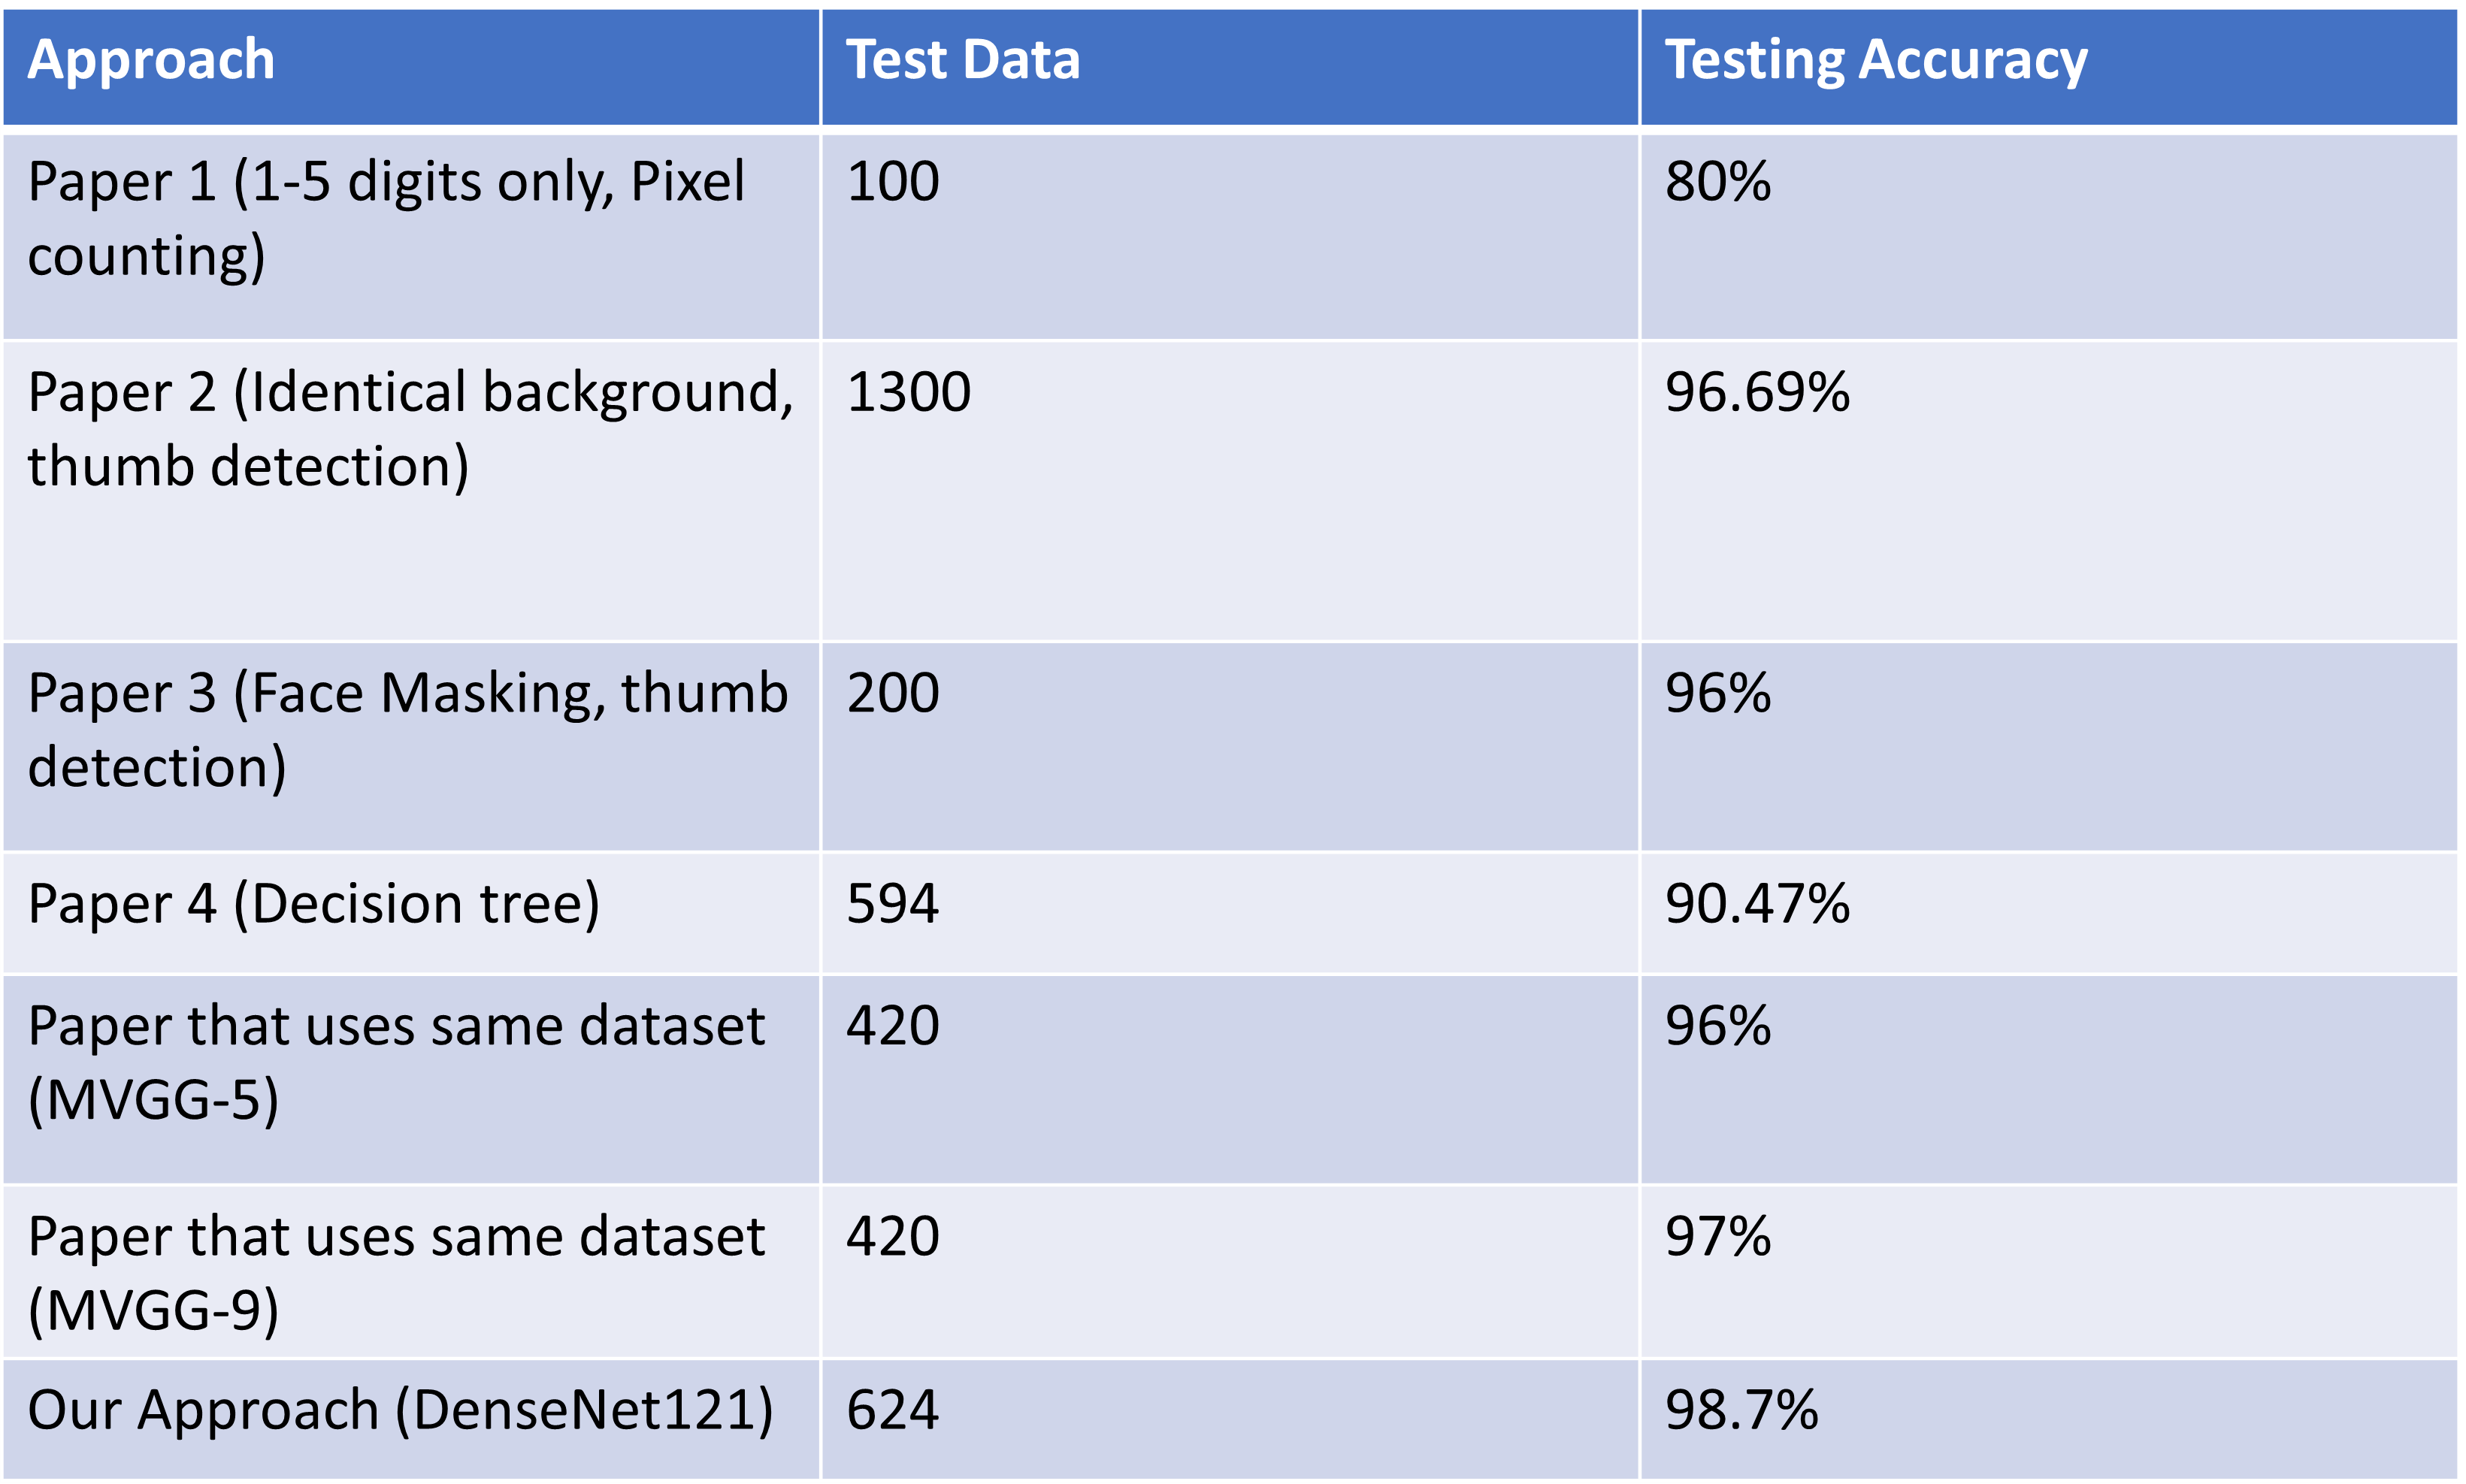 Approach Test Data Testing Accuracy
Paper 1 (1-5 digits only, Pixel 100 80%
counting)
Paper 2 (Identical background, 1300 96.69%
thumb detection)
Paper 3 (Face Masking, thumb 200 96%
detection)
Paper 4 (Decision tree) 594 90.47%
Paper that uses same dataset 420 96%
(MVGG-5)
Paper that uses same dataset 420 97%
(MVGG-9)
Our Approach (DenseNet121) 624 98.7%